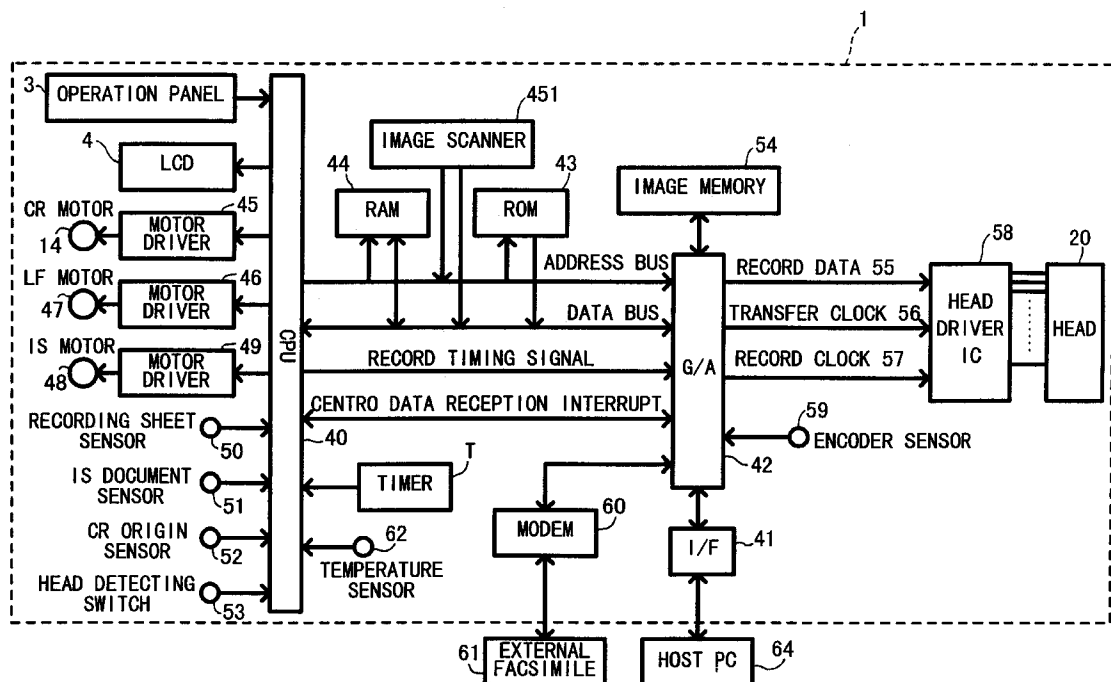 1
3
OPERATION PANEL
451
IMAGE SCANNER
4
LCD
44
RAM
43
ROM
54
IMAGE MEMORY
CR MOTOR
14
45
MOTOR
DRIVER
58
20
LF MOTOR
47
46
MOTOR
DRIVER
ADDRESS BUS
RECORD DATA 55
DATA BUS
TRANSFER CLOCK 56
HEAD
DRIVER
IC
HEAD
IS MOTOR
48
49
MOTOR
DRIVER
CPU
RECORD TIMING SIGNAL
G/A
RECORD CLOCK 57
CENTRO DATA RECEPTION INTERRUPT
RECORDING SHEET
SENSOR
50
40
59
ENCODER SENSOR
42
T
TIMER
IS DOCUMENT
SENSOR
51
MODEM
60
I/F
41
CR ORIGIN
SENSOR
52
62
TEMPERATURE
SENSOR
HEAD DETECTING
SWITCH
53
61
EXTERNAL
FACSIMILE
HOST PC
64